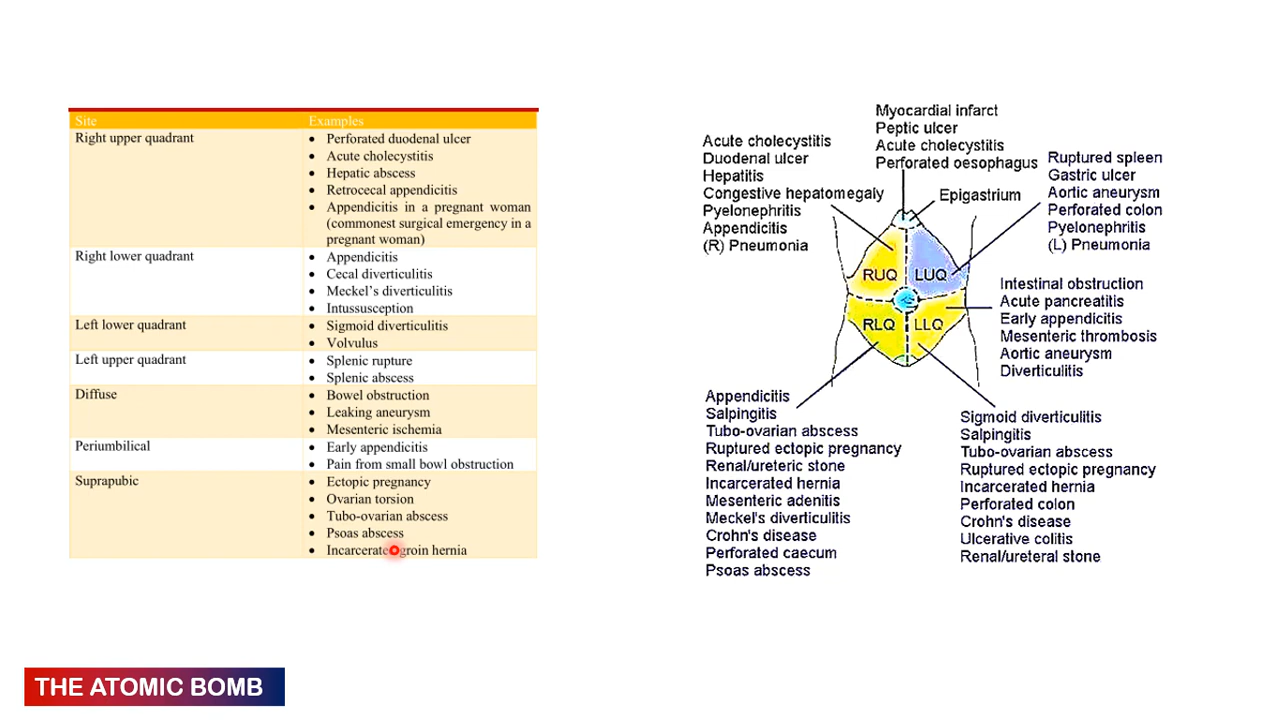 Site Examples
Right upper quadrant
• Perforated duodenal ulcer
• Acute cholecystitis
• Hepatic abscess
• Retrocecal appendicitis
• Appendicitis in a pregnant woman
(commonest surgical emergency in a
pregnant woman)
Right lower quadrant
• Appendicitis
• Cecal diverticulitis
• Meckel's diverticulitis
• Intussusception
Left lower quadrant
• Sigmoid diverticulitis
• Volvulus
Left upper quadrant
• Splenic rupture
• Splenic abscess
Diffuse
• Bowel obstruction
• Leaking aneurysm
• Mesenteric ischemia
Periumbilical
• Early appendicitis
• Pain from small bowl obstruction
Suprapubic
• Ectopic pregnancy
• Ovarian torsion
• Tubo-ovarian abscess
• Psoas abscess
• Incarcerated groin hernia
Myocardial infarct
Peptic ulcer
Acute cholecystitis
Perforated oesophagus
Acute cholecystitis
Duodenal ulcer
Hepatitis
Congestive hepatomegaly
Pyelonephritis
Appendicitis
(R) Pneumonia
Epigastrium
Ruptured spleen
Gastric ulcer
Aortic aneurysm
Perforated colon
Pyelonephritis
(L) Pneumonia
RUQ LUQ
RLQ LLQ
Intestinal obstruction
Acute pancreatitis
Early appendicitis
Mesenteric thrombosis
Aortic aneurysm
Diverticulitis
Appendicitis
Salpingitis
Tubo-ovarian abscess
Ruptured ectopic pregnancy
Renal/ureteric stone
Incarcerated hernia
Mesenteric adenitis
Meckel's diverticulitis
Crohn's disease
Perforated caecum
Psoas abscess
Sigmoid diverticulitis
Salpingitis
Tubo-ovarian abscess
Ruptured ectopic pregnancy
Incarcerated hernia
Perforated colon
Crohn's disease
Ulcerative colitis
Renal/ureteral stone
THE ATOMIC BOMB